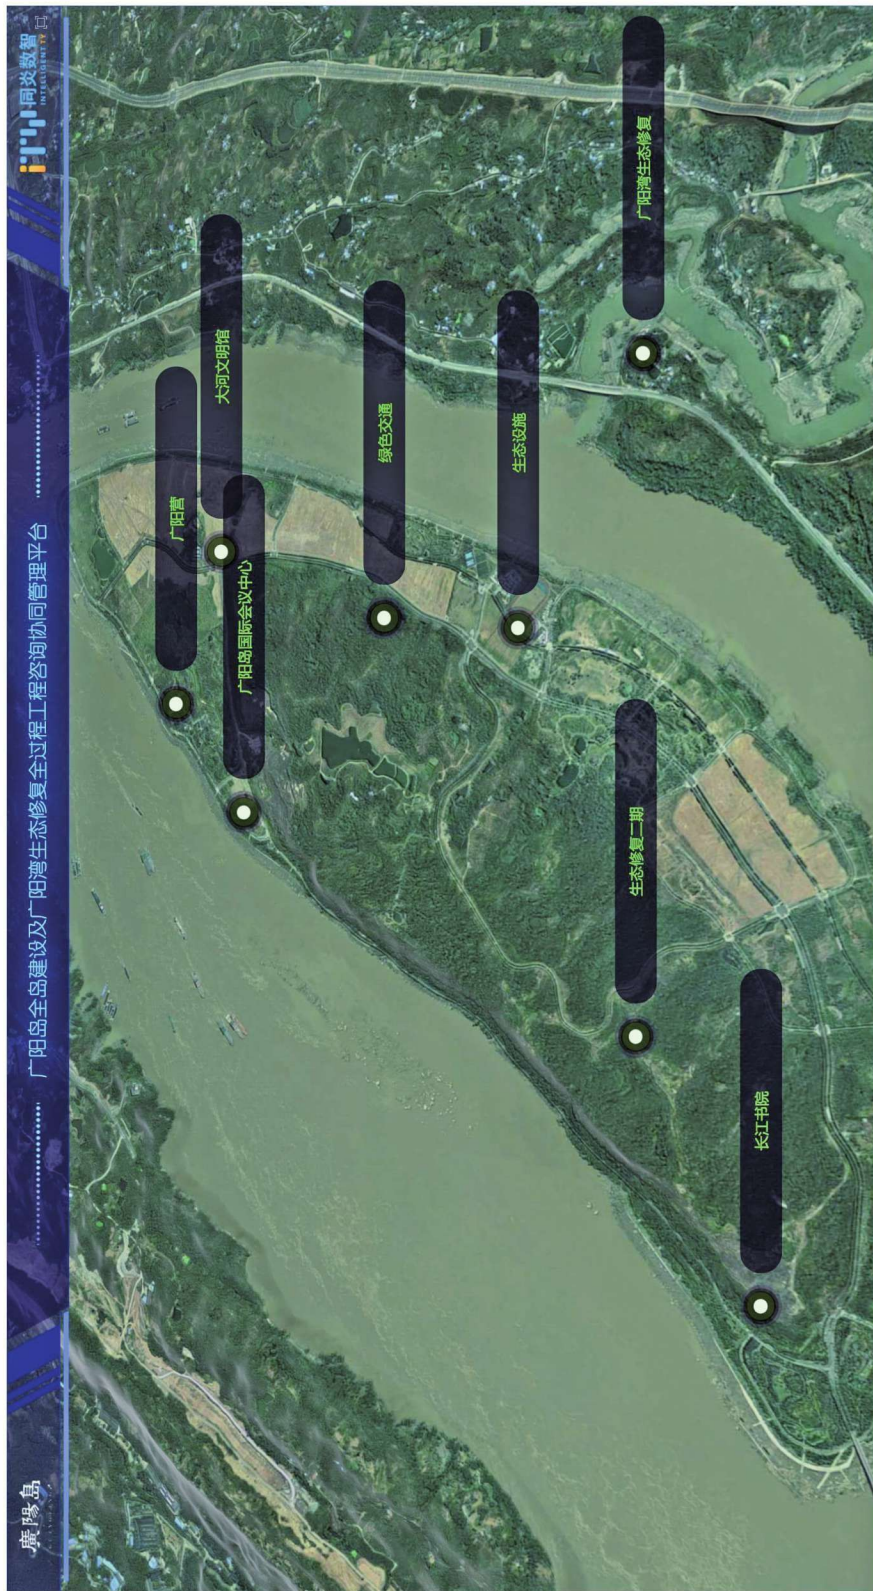 廣陽島
广阳岛全岛建设及广阳湾生态修复全过程工程咨询协同管理平台
同炎数智
INTELLIGENT TY
广阳营
大河文明馆
广阳岛国际会议中心
绿色交通
生态设施
广阳湾生态修复
生态修复二期
长江书院